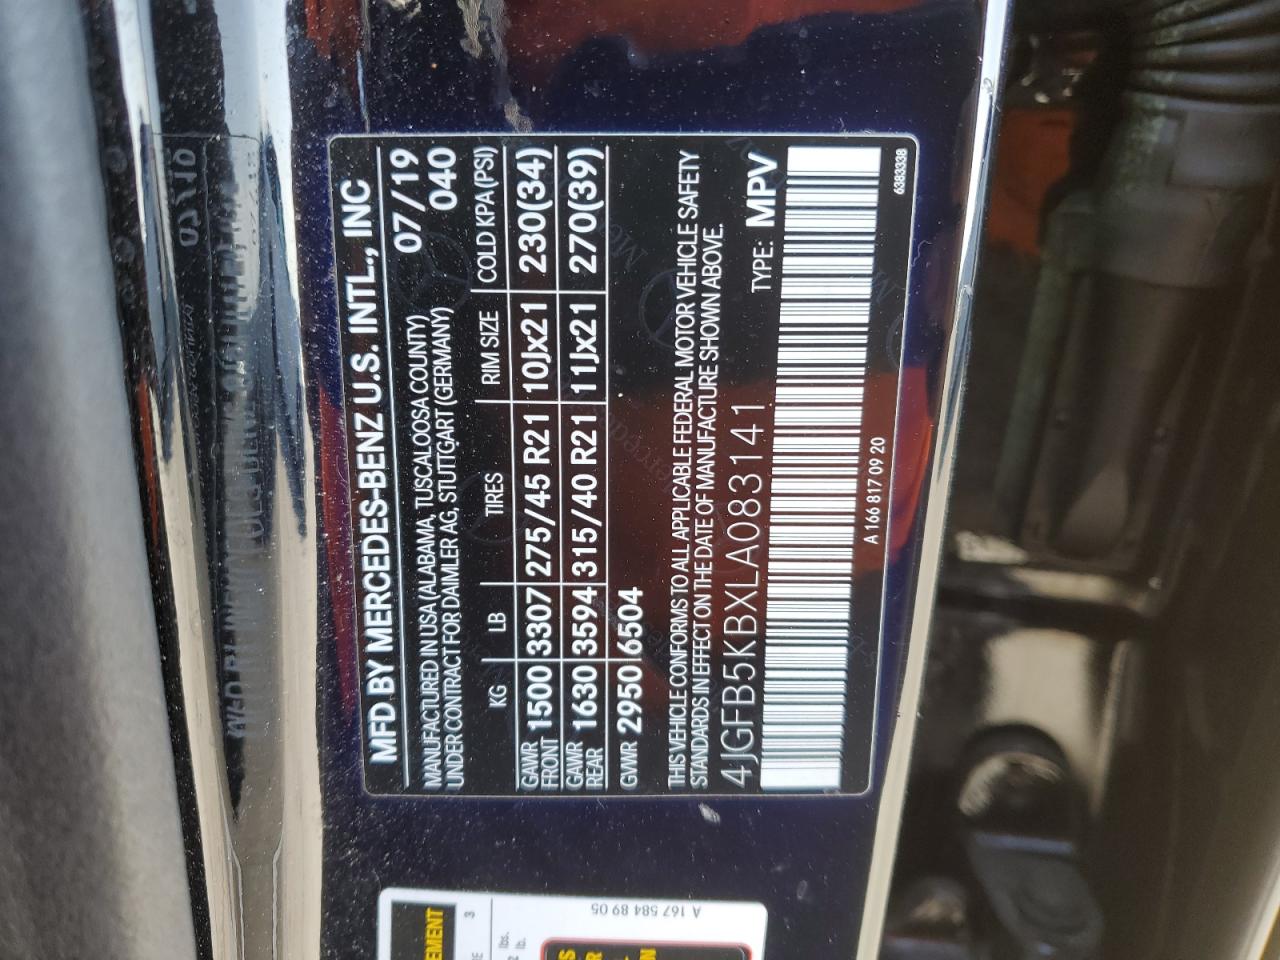 MFD BY MERCEDES-BENZ U.S. INTL., INC
MANUFACTURED IN USA (ALABAMA, TUSCALOOSA COUNTY) 07/19
UNDER CONTRACT FOR DAIMLER AG, STUTTGART (GERMANY) 040
KG LB TIRES RIM SIZE COLD KPA(PSI)
GAWR FRONT 1500 3307 275/45 R21 10Jx21 230(34)
GAWR REAR 1630 3594 315/40 R21 11Jx21 270(39)
GVWR 2950 6504
THIS VEHICLE CONFORMS TO ALL APPLICABLE FEDERAL MOTOR VEHICLE SAFETY
STANDARDS IN EFFECT ON THE DATE OF MANUFACTURE SHOWN ABOVE.
4JGFB5KBXLA083141 TYPE: MPV
A 166 817 09 20 6383338
A 167 584 89 05
3
lbs.
lb.